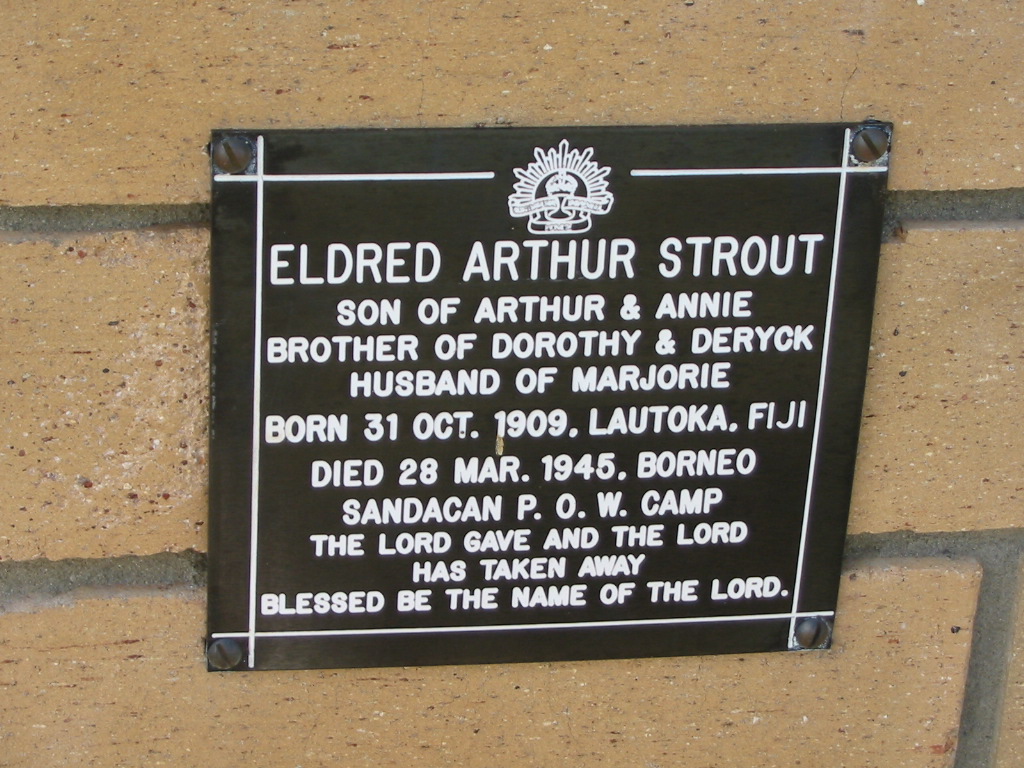 ELDRED ARTHUR STROUT
SON OF ARTHUR & ANNIE
BROTHER OF DOROTHY & DERYCK
HUSBAND OF MARJORIE
BORN 31 OCT. 1909, LAUTOKA, FIJI
DIED 28 MAR. 1945, BORNEO
SANDACAN P. O. W. CAMP
THE LORD GAVE AND THE LORD
HAS TAKEN AWAY
BLESSED BE THE NAME OF THE LORD.